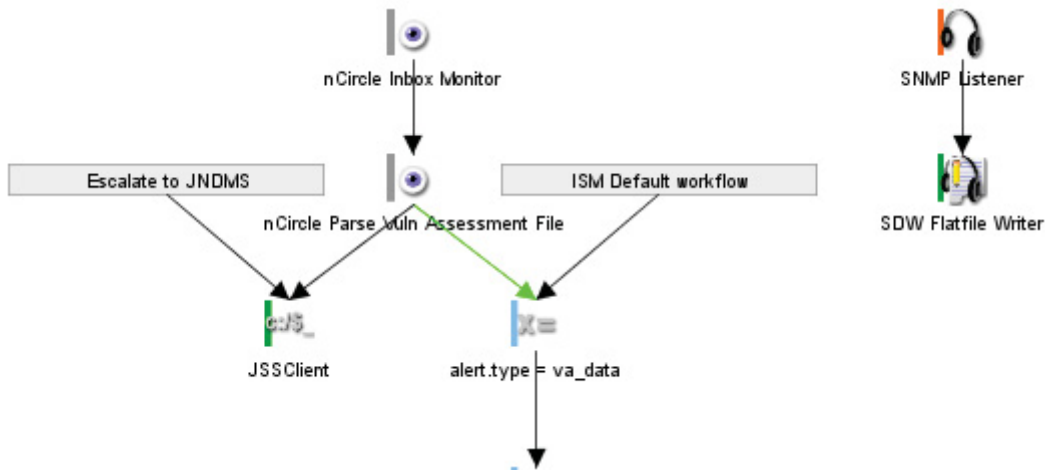 nCircle Inbox Monitor
SNMP Listener
Escalate to JNDMS
ISM Default workflow
nCircle Parse Vuln Assessment File
SDW Flatfile Writer
c:/$_
X=
JSSClient
alert.type = va_data